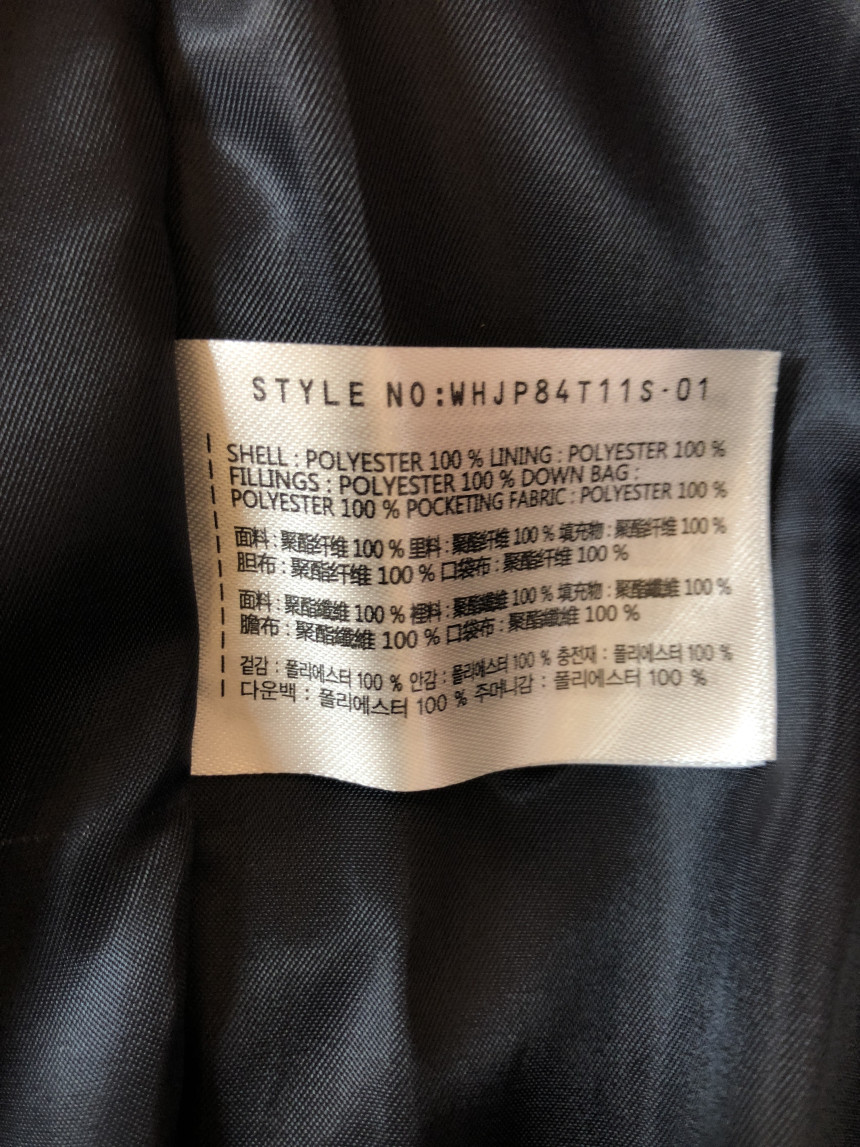 STYLE NO:WHJP84T11S-01
SHELL : POLYESTER 100 % LINING : POLYESTER 100 %
FILLINGS : POLYESTER 100 % DOWN BAG :
POLYESTER 100 % POCKETING FABRIC : POLYESTER 100 %
面料 : 聚酯纤维 100 % 里料 : 聚酯纤维 100 % 填充物 : 聚酯纤维 100 %
胆布 : 聚酯纤维 100 % 口袋布 : 聚酯纤维 100 %
面料 : 聚酯纖維 100 % 裡料 : 聚酯纖維 100 % 填充物 : 聚酯纖維 100 %
膽布 : 聚酯纖維 100 % 口袋布 : 聚酯纖維 100 %
겉감 : 폴리에스터 100 % 안감 : 폴리에스터 100 % 충전재 : 폴리에스터 100 %
다운백 : 폴리에스터 100 % 주머니감 : 폴리에스터 100 %